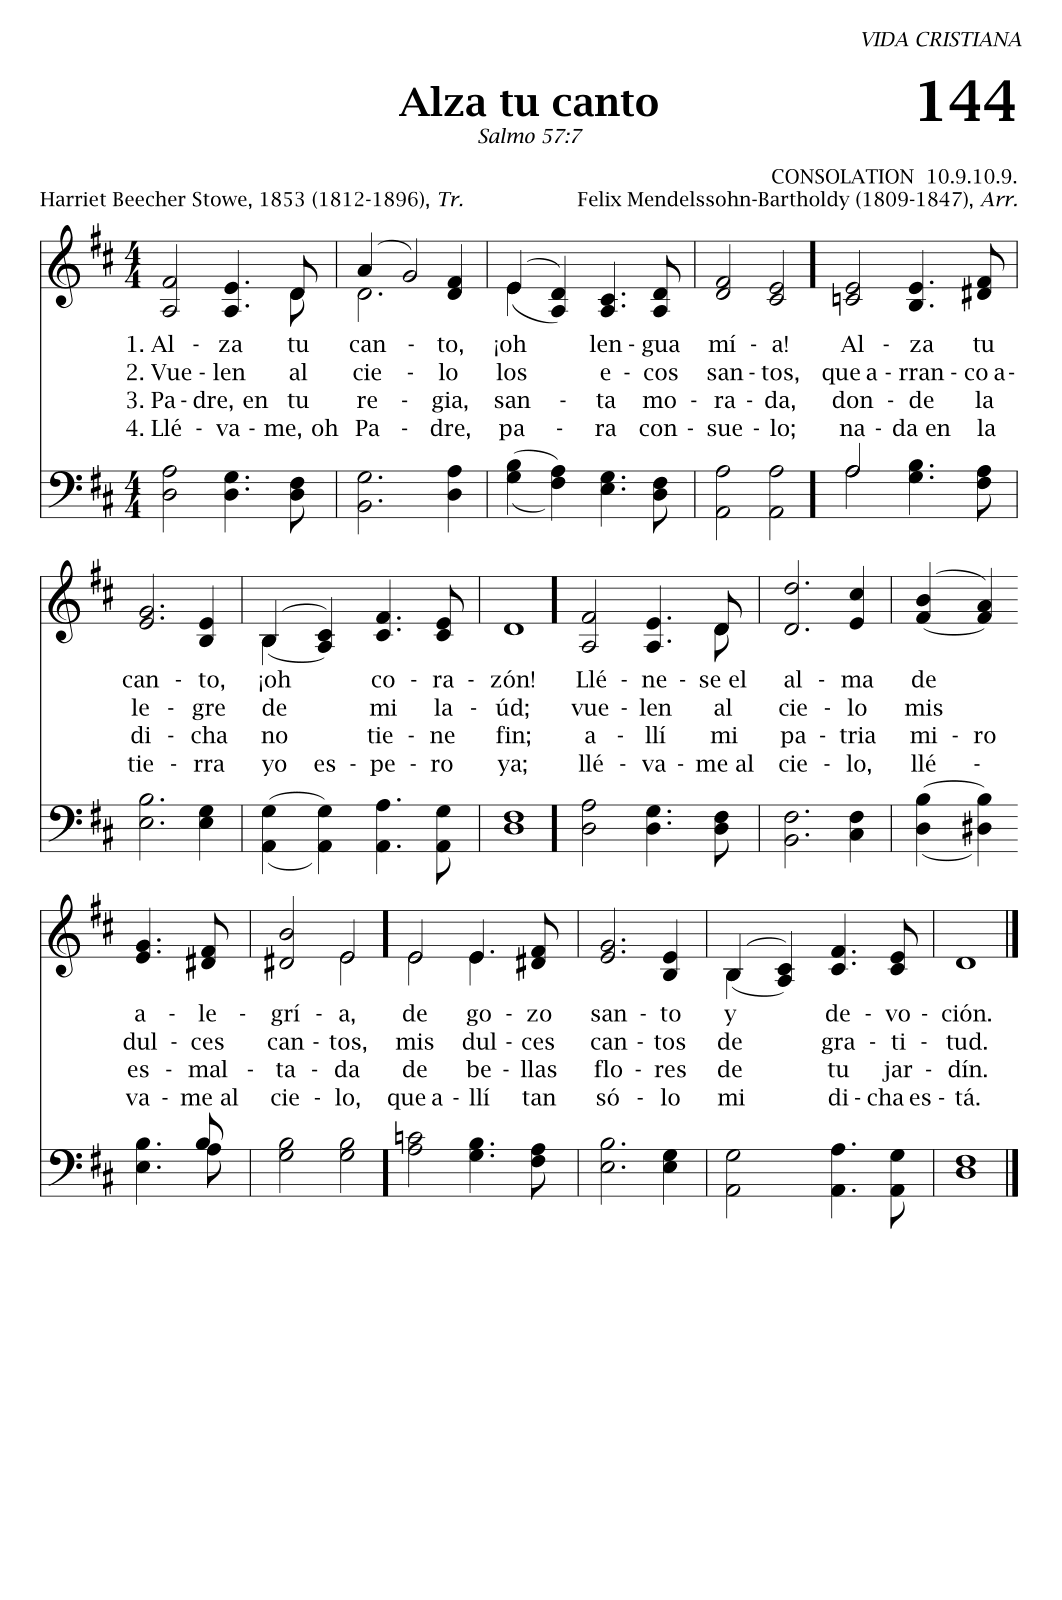 VIDA CRISTIANA
Alza tu canto
144
Salmo 57:7
CONSOLATION 10.9.10.9.
Harriet Beecher Stowe, 1853 (1812-1896), Tr.
Felix Mendelssohn-Bartholdy (1809-1847), Arr.
1. Al - za tu can - to, ¡oh len - gua mí - a! Al - za tu
2. Vue - len al cie - lo los e - cos san - tos, que a - rran - co a -
3. Pa - dre, en tu re - gia, san - ta mo - ra - da, don - de la
4. Llé - va - me, oh Pa - dre, pa - ra con - sue - lo; na - da en la
can - to, ¡oh co - ra - zón! Llé - ne - se el al - ma de
le - gre de mi la - úd; vue - len al cie - lo mis
di - cha no tie - ne fin; a - llí mi pa - tria mi - ro
tie - rra yo es - pe - ro ya; llé - va - me al cie - lo, llé -
a - le - grí - a, de go - zo san - to y de - vo - ción.
dul - ces can - tos, mis dul - ces can - tos de gra - ti - tud.
es - mal - ta - da de be - llas flo - res de tu jar - dín.
va - me al cie - lo, que a - llí tan só - lo mi di - cha es - tá.